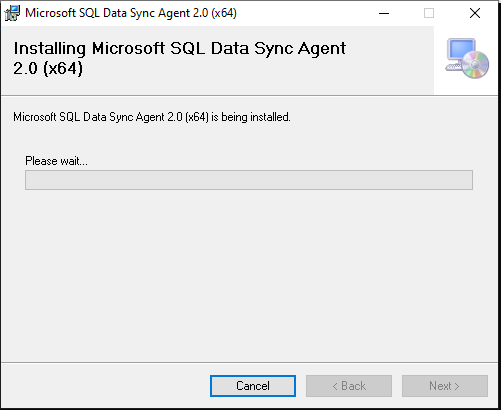 Microsoft SQL Data Sync Agent 2.0 (x64)
Installing Microsoft SQL Data Sync Agent
2.0 (x64)
Microsoft SQL Data Sync Agent 2.0 (x64) is being installed.
Please wait...
Cancel
< Back
Next >